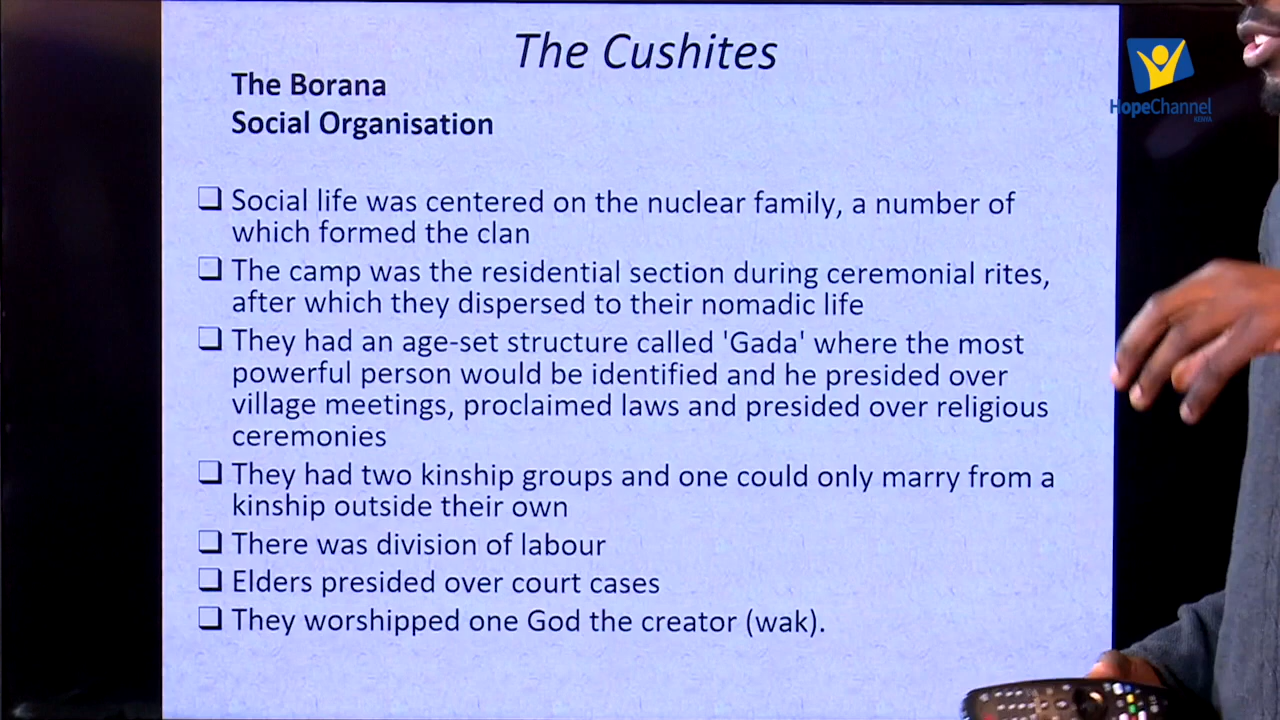 The Cushites
The Borana
Social Organisation
❑ Social life was centered on the nuclear family, a number of
which formed the clan
❑ The camp was the residential section during ceremonial rites,
after which they dispersed to their nomadic life
❑ They had an age-set structure called 'Gada' where the most
powerful person would be identified and he presided over
village meetings, proclaimed laws and presided over religious
ceremonies
❑ They had two kinship groups and one could only marry from a
kinship outside their own
❑ There was division of labour
❑ Elders presided over court cases
❑ They worshipped one God the creator (wak).
HopeChannel
KENYA